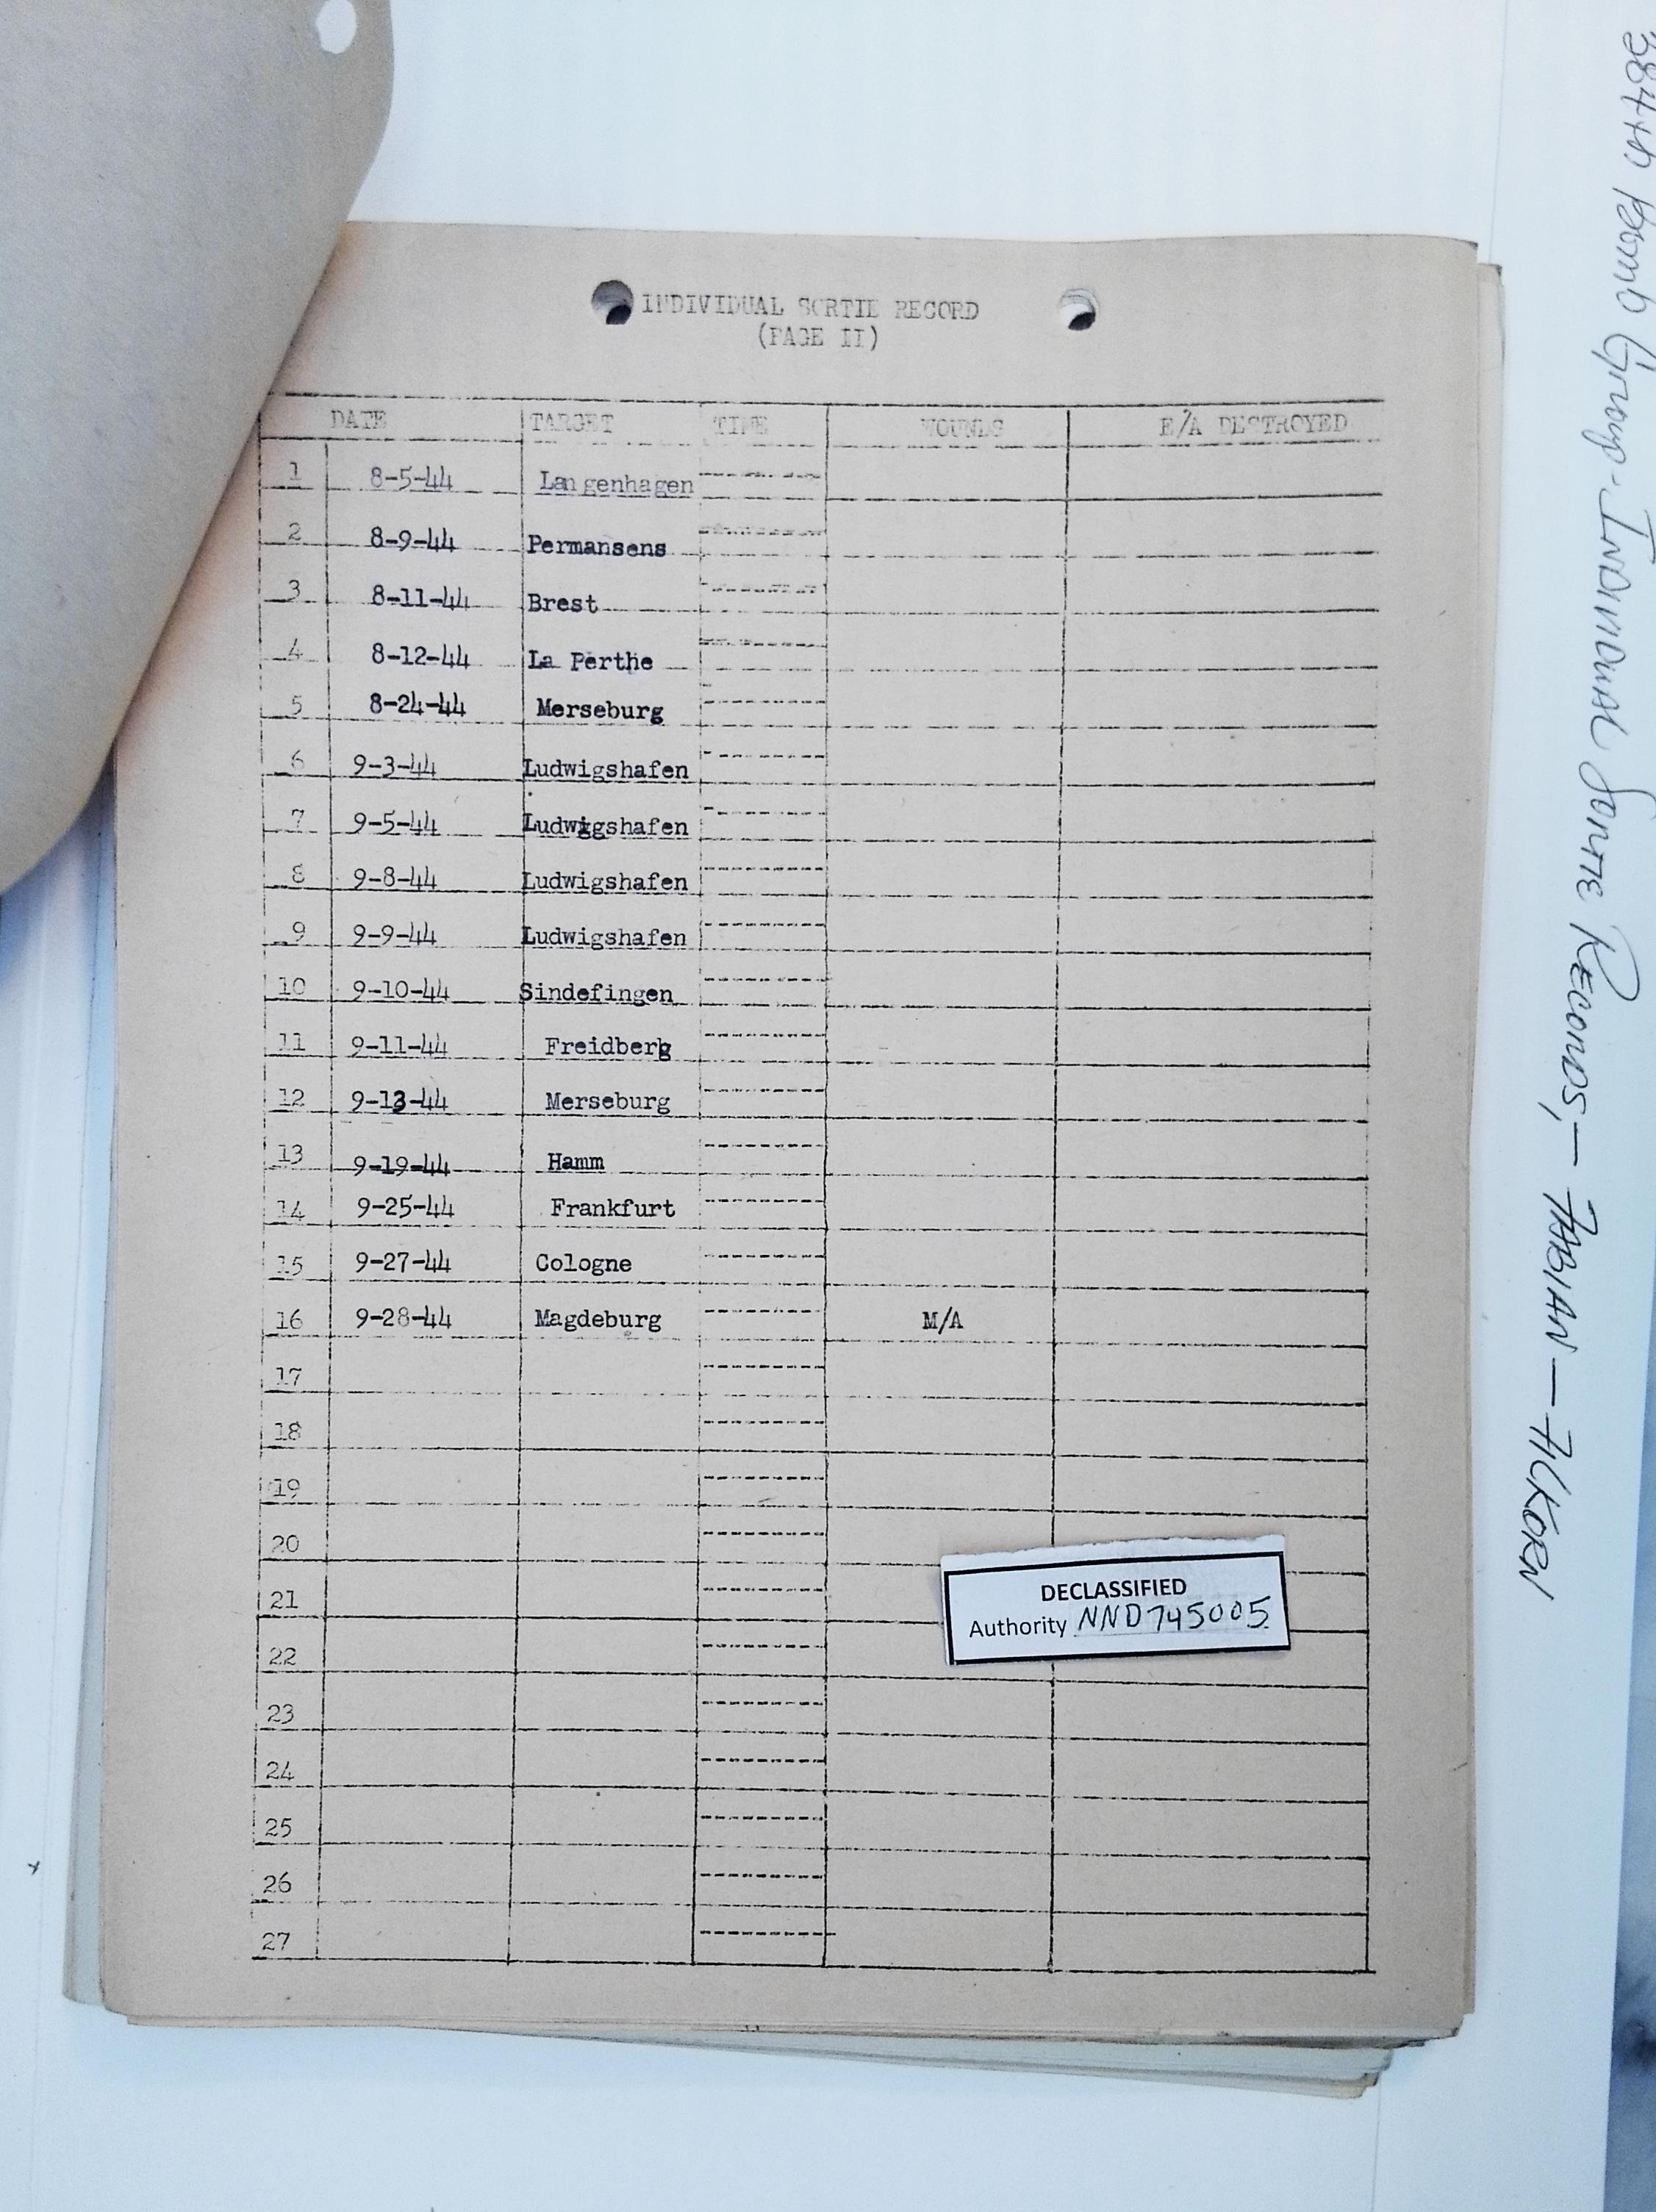 INDIVIDUAL SORTIE RECORD
(PAGE II)
DATE TARGET TIME WOUNDS E/A DESTROYED
1 8-5-44 Langenhagen
2 8-9-44 Permansens
3 8-11-44 Brest
4 8-12-44 La Perthe
5 8-24-44 Merseburg
6 9-3-44 Ludwigshafen
7 9-5-44 Ludwigshafen
8 9-8-44 Ludwigshafen
9 9-9-44 Ludwigshafen
10 9-10-44 Sindefingen
11 9-11-44 Freidberg
12 9-13-44 Merseburg
13 9-19-44 Hamm
14 9-25-44 Frankfurt
15 9-27-44 Cologne
16 9-28-44 Magdeburg M/A
17
18
19
20
21
22
23
24
25
26
27
DECLASSIFIED
Authority NND745005
384th Bomb Group - Individual Sortie Records, - FABIAN - FICKORN